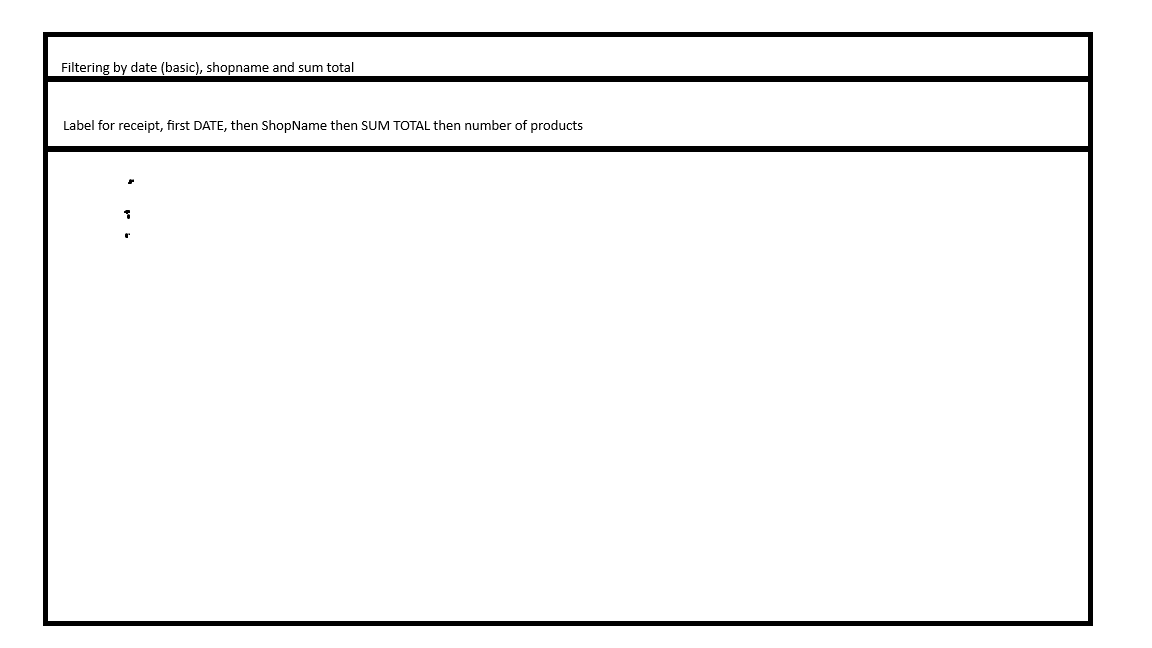 Filtering by date (basic), shopname and sum total
Label for receipt, first DATE, then ShopName then SUM TOTAL then number of products